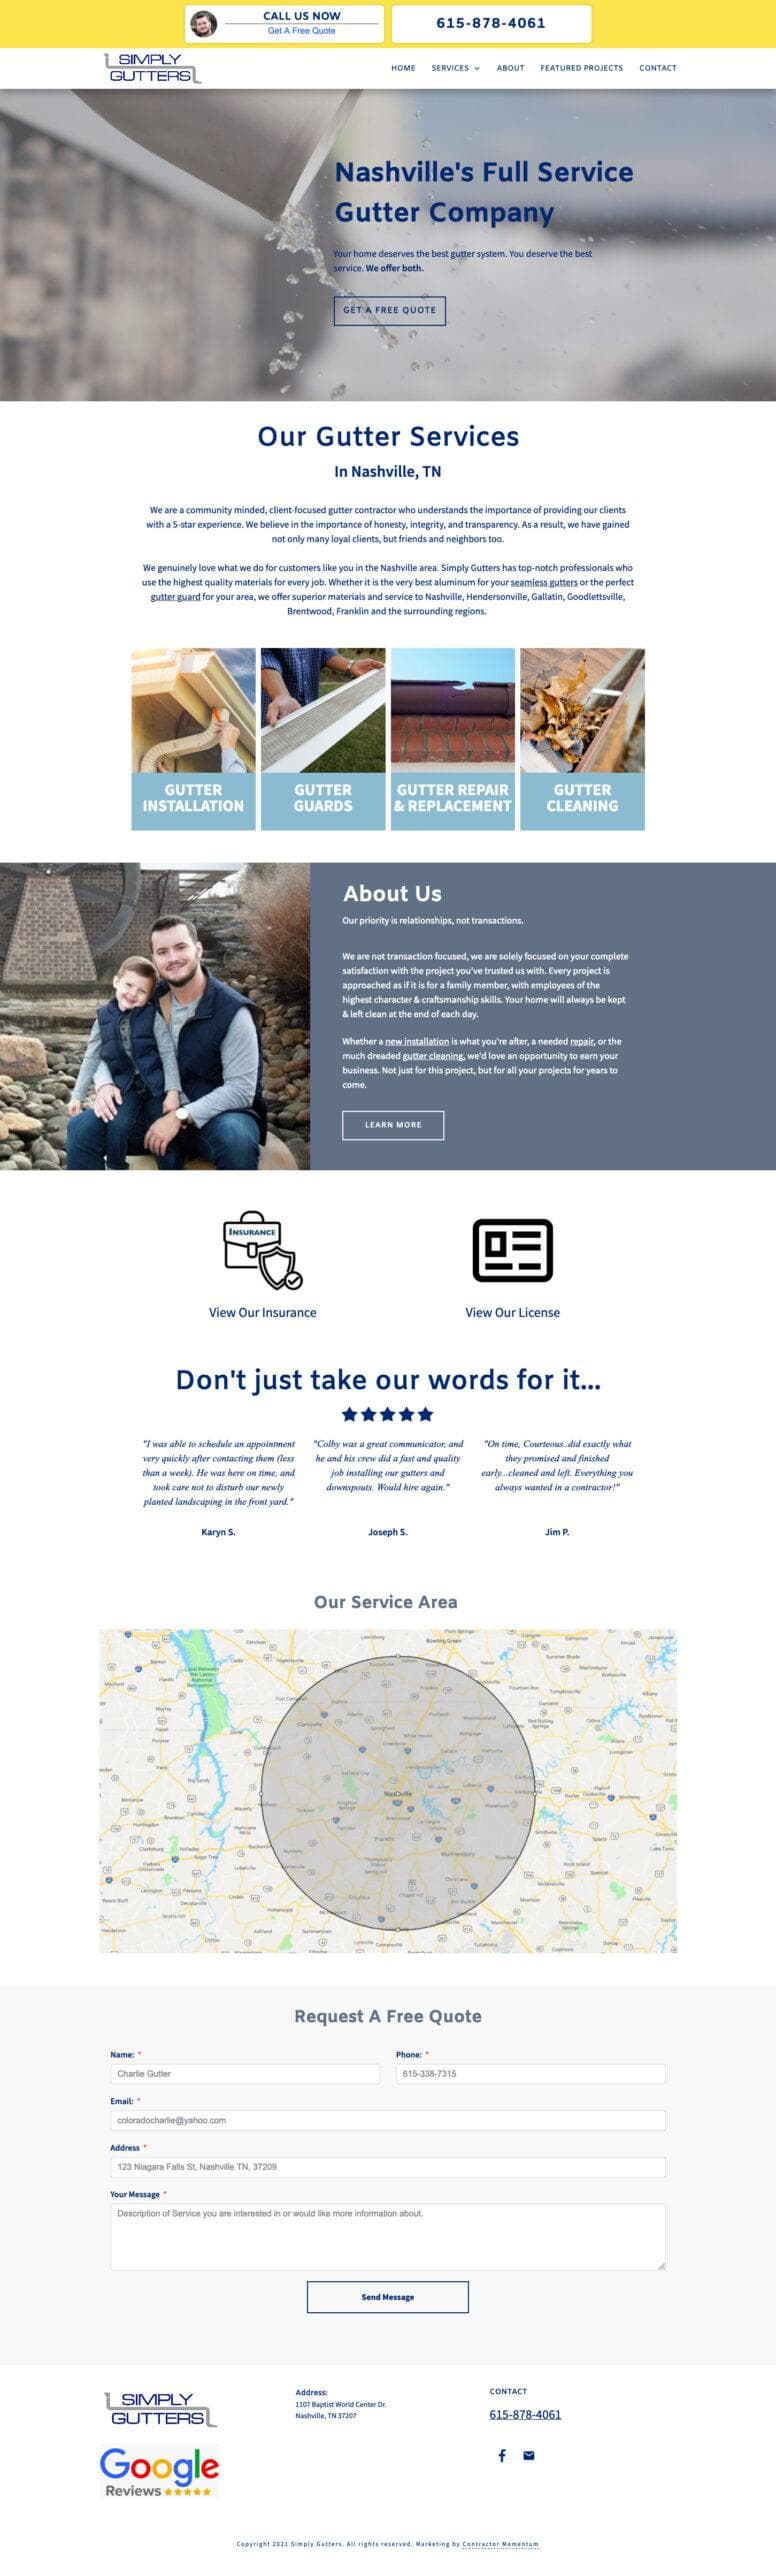 CALL US NOW
Get A Free Quote
615-878-4061
SIMPLY
GUTTERS
HOME SERVICES ABOUT FEATURED PROJECTS CONTACT
Nashville's Full Service
Gutter Company
Your home deserves the best gutter system. You deserve the best
service. We offer both.
GET A FREE QUOTE
Our Gutter Services
In Nashville, TN
We are a community minded, client-focused gutter contractor who understands the importance of providing our clients
with a 5-star experience. We believe in the importance of honesty, integrity, and transparency. As a result, we have gained
not only many loyal clients, but friends and neighbors too.
We genuinely love what we do for customers like you in the Nashville area. Simply Gutters has top-notch professionals who
use the highest quality materials for every job. Whether it is the very best aluminum for your seamless gutters or the perfect
gutter guard for your area, we offer superior materials and service to Nashville, Hendersonville, Gallatin, Goodlettsville,
Brentwood, Franklin and the surrounding regions.
GUTTER
INSTALLATION
GUTTER
GUARDS
GUTTER REPAIR
& REPLACEMENT
GUTTER
CLEANING
About Us
Our priority is relationships, not transactions.
We are not transaction focused, we are solely focused on your complete
satisfaction with the project you've trusted us with. Every project is
approached as if it is for a family member, with employees of the
highest character & craftsmanship skills. Your home will always be kept
& left clean at the end of each day.
Whether a new installation is what you're after, a needed repair, or the
much dreaded gutter cleaning, we'd love an opportunity to earn your
business. Not just for this project, but for all your projects for years to
come.
LEARN MORE
INSURANCE
View Our Insurance
View Our License
Don't just take our words for it...
"I was able to schedule an appointment
very quickly after contacting them (less
than a week). He was here on time, and
took care not to disturb our newly
planted landscaping in the front yard."
Karyn S.
"Colby was a great communicator, and
he and his crew did a fast and quality
job installing our gutters and
downspouts. Would hire again."
Joseph S.
"On time, Courteous..did exactly what
they promised and finished
early...cleaned and left. Everything you
always wanted in a contractor!"
Jim P.
Our Service Area
Bowling Green
Land Between
the Lakes
National
Recreation
Clarksville
Nashville
Franklin
Murfreesboro
Request A Free Quote
Name: *
Charlie Gutter
Phone: *
615-338-7315
Email: *
coloradocharlie@yahoo.com
Address *
123 Niagara Falls St, Nashville TN, 37209
Your Message *
Description of Service you are interested in or would like more information about.
Send Message
SIMPLY
GUTTERS
Google
Reviews
Address:
1107 Baptist World Center Dr.
Nashville, TN 37207
CONTACT
615-878-4061
Copyright 2021 Simply Gutters. All rights reserved. Marketing by Contractor Momentum